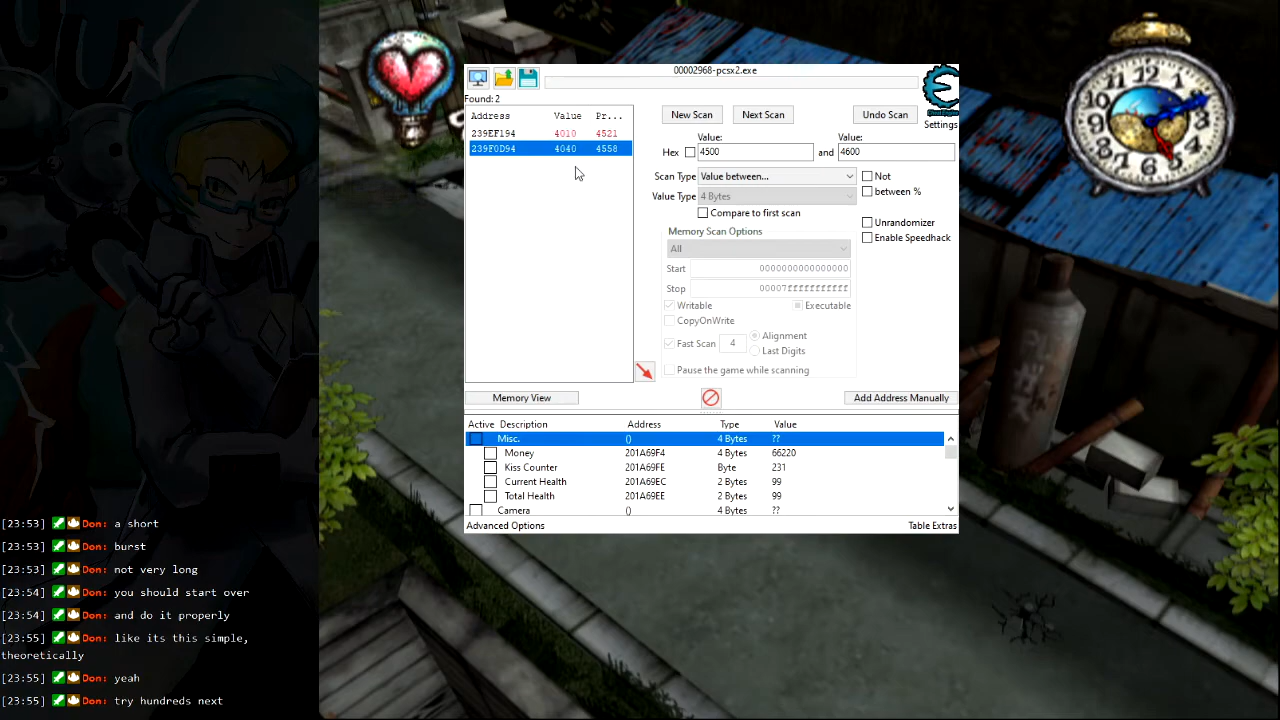 00002968-pcsx2.exe
Found: 2
Address Value Pr...
239EF194 4010 4521
239F0D94 4040 4558
New Scan Next Scan Undo Scan
Settings
Value: Value:
Hex 4500 and 4600
Scan Type Value between... Not
Value Type 4 Bytes between %
Compare to first scan
Memory Scan Options Unrandomizer
All Enable Speedhack
Start 0000000000000000
Stop 00007fffffffffff
Writable Executable
CopyOnWrite
Fast Scan 4 Alignment
Last Digits
Pause the game while scanning
Memory View Add Address Manually
Active Description Address Type Value
Misc. () 4 Bytes ??
Money 201A69F4 4 Bytes 66220
Kiss Counter 201A69FE Byte 231
Current Health 201A69EC 2 Bytes 99
Total Health 201A69EE 2 Bytes 99
Camera () 4 Bytes ??
Advanced Options Table Extras
[23:53] Don: a short
[23:53] Don: burst
[23:53] Don: not very long
[23:54] Don: you should start over
[23:54] Don: and do it properly
[23:55] Don: like its this simple,
theoretically
[23:55] Don: yeah
[23:55] Don: try hundreds next